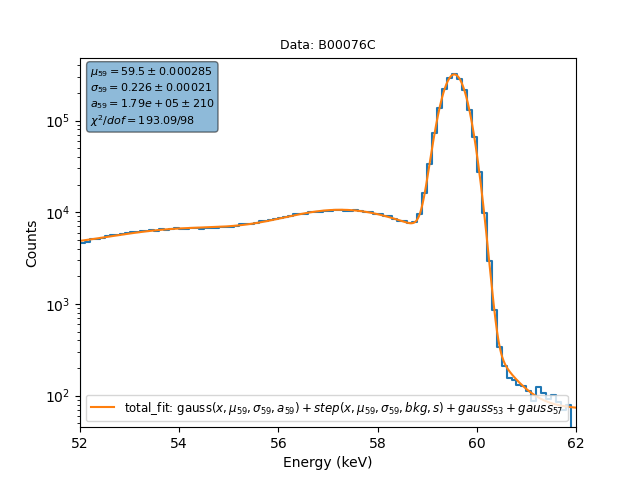 Data: B00076C
μ₅₉ = 59.5 ± 0.000285
σ₅₉ = 0.226 ± 0.00021
a₅₉ = 1.79e + 05 ± 210
χ²/dof = 193.09/98
Counts
10⁵
10⁴
10³
10²
total_fit: gauss(x, μ₅₉, σ₅₉, a₅₉) + step(x, μ₅₉, σ₅₉, bkg, s) + gauss₅₃ + gauss₅₇
52 54 56 58 60 62
Energy (keV)